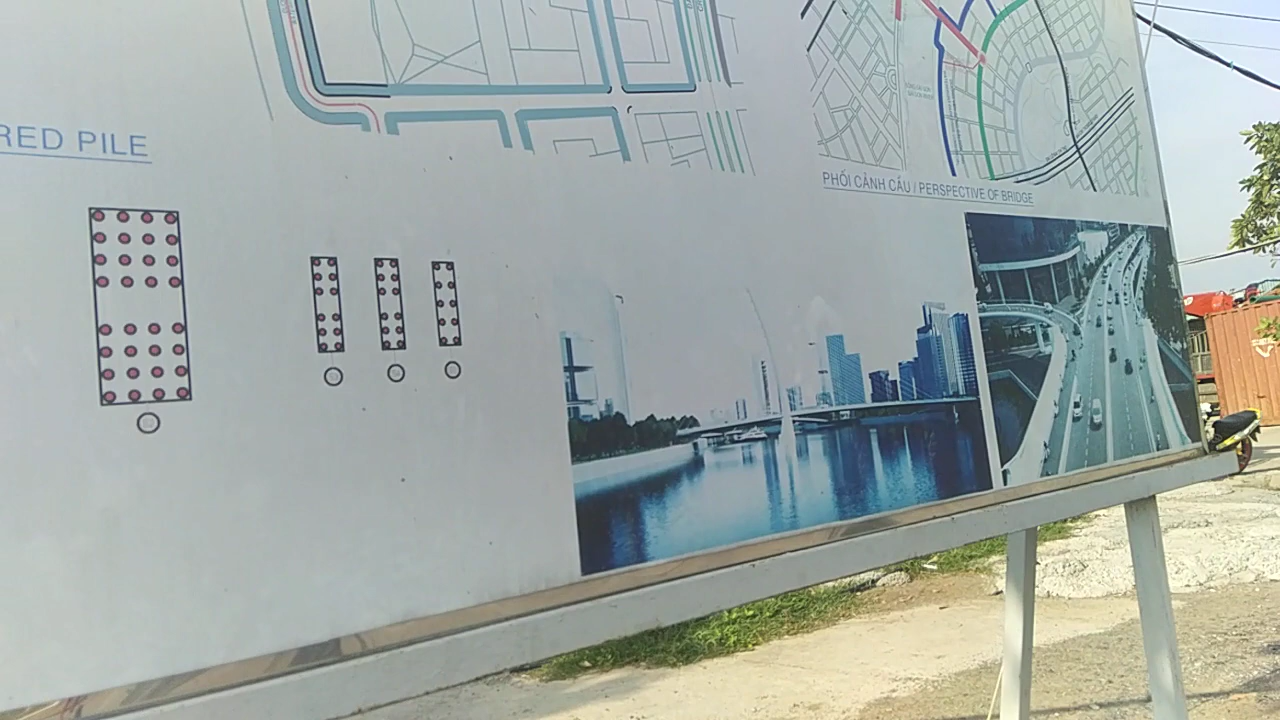 RED PILE
PHỐI CẢNH CẦU / PERSPECTIVE OF BRIDGE